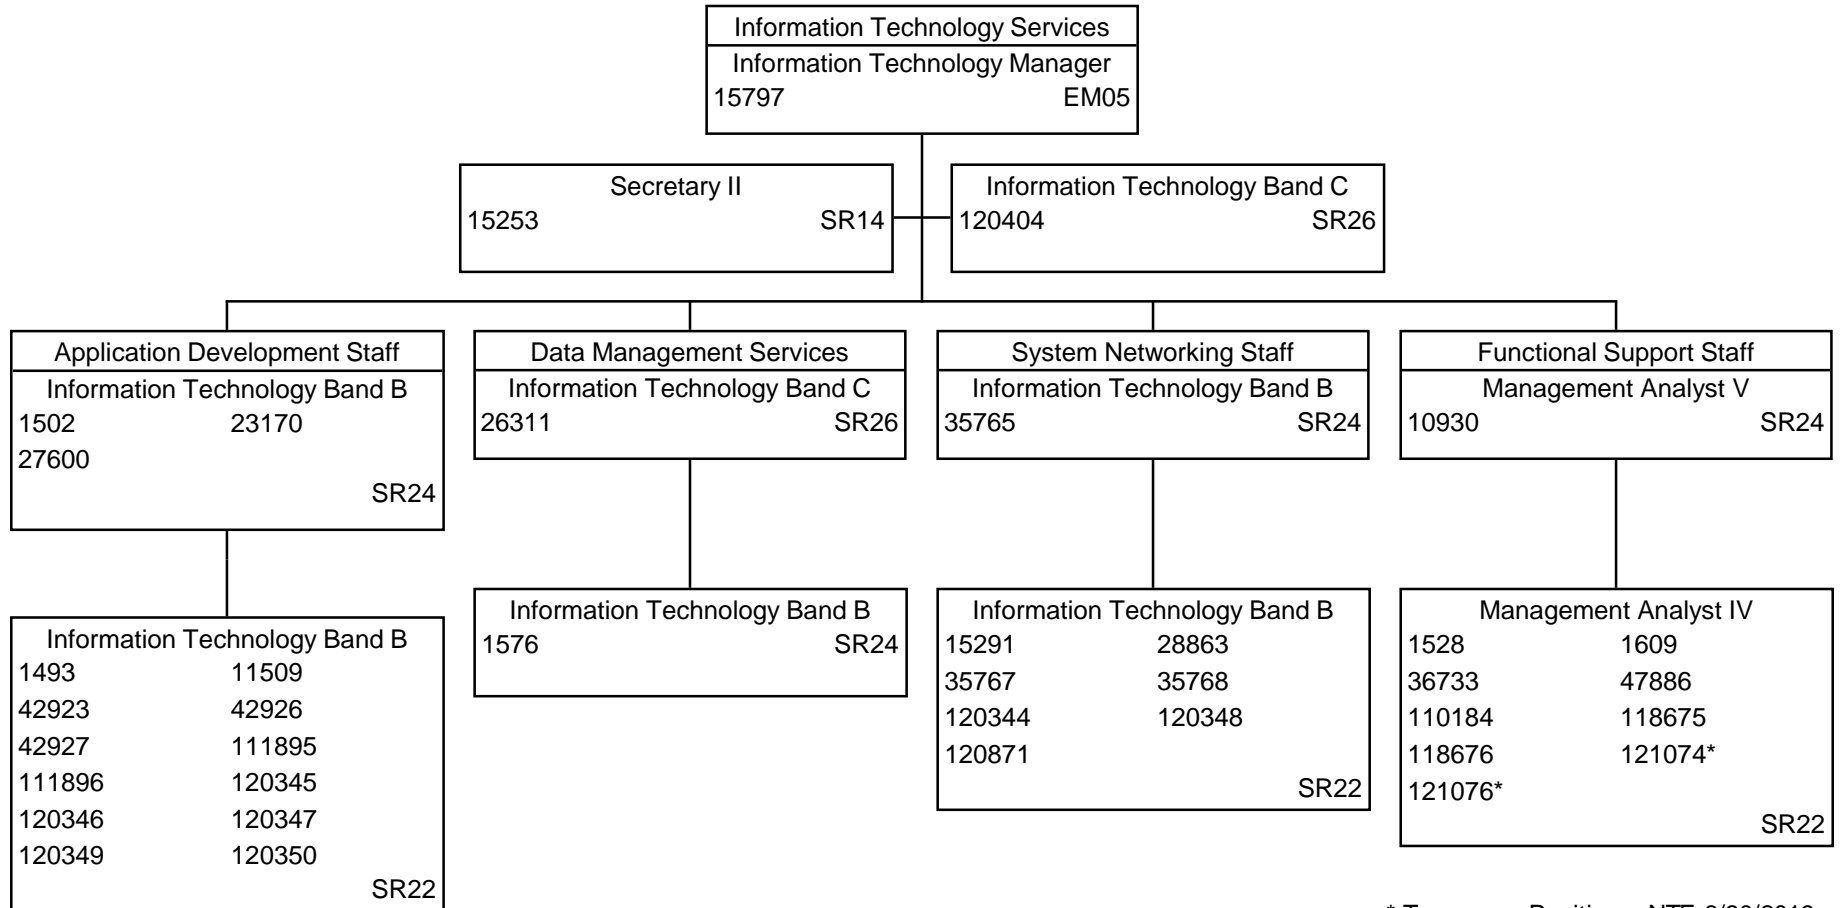 Information Technology Services
Information Technology Manager
15797 EM05
Secretary II
15253 SR14
Information Technology Band C
120404 SR26
Application Development Staff
Information Technology Band B
1502 23170
27600
SR24
Data Management Services
Information Technology Band C
26311 SR26
System Networking Staff
Information Technology Band B
35765 SR24
Functional Support Staff
Management Analyst V
10930 SR24
Information Technology Band B
1493 11509
42923 42926
42927 111895
111896 120345
120346 120347
120349 120350
SR22
Information Technology Band B
1576 SR24
Information Technology Band B
15291 28863
35767 35768
120344 120348
120871
SR22
Management Analyst IV
1528 1609
36733 47886
110184 118675
118676 121074*
121076*
SR22